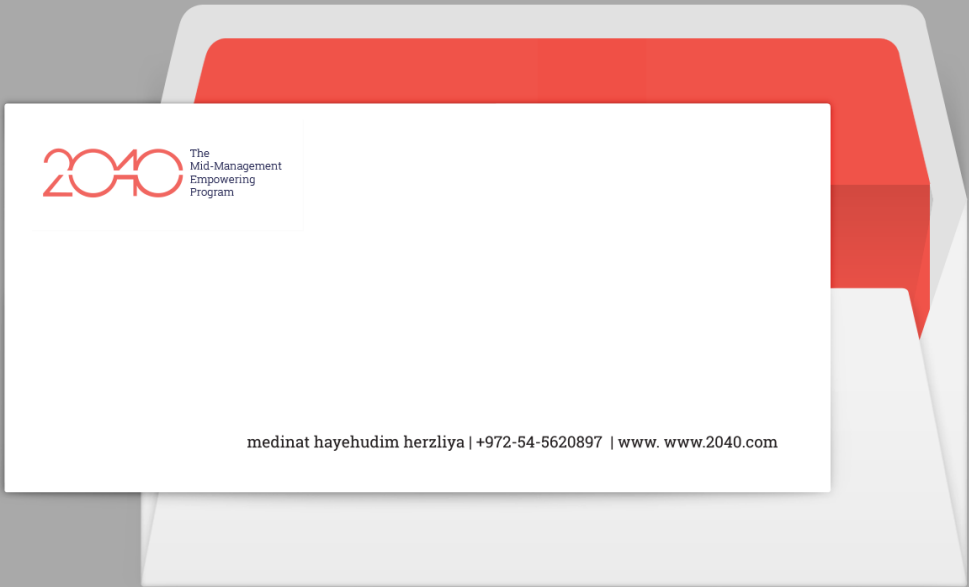 2040
The
Mid-Management
Empowering
Program
medinat hayehudim herzliya | +972-54-5620897 | www. www.2040.com